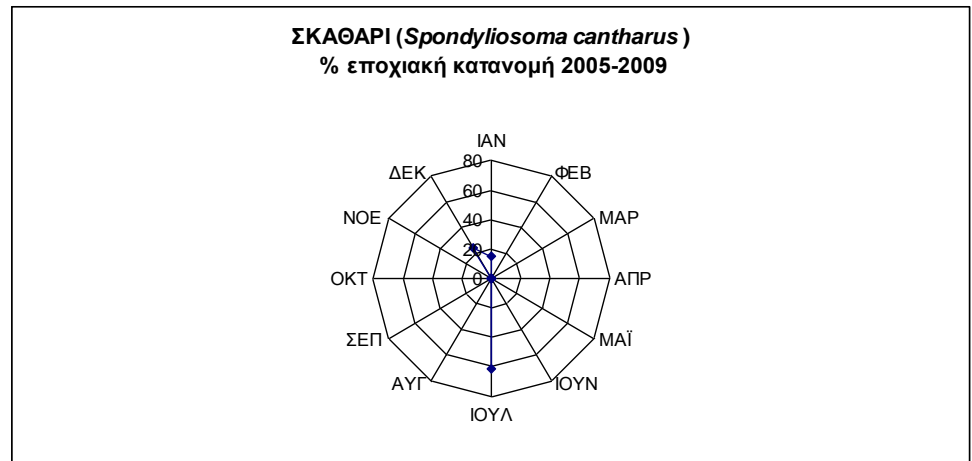 ΣΚΑΘΑΡΙ (Spondyliosoma cantharus)
% εποχιακή κατανομή 2005-2009
ΙΑΝ
ΦΕΒ
ΜΑΡ
ΑΠΡ
ΜΑΪ
ΙΟΥΝ
ΙΟΥΛ
ΑΥΓ
ΣΕΠ
ΟΚΤ
ΝΟΕ
ΔΕΚ
80
60
40
20
0